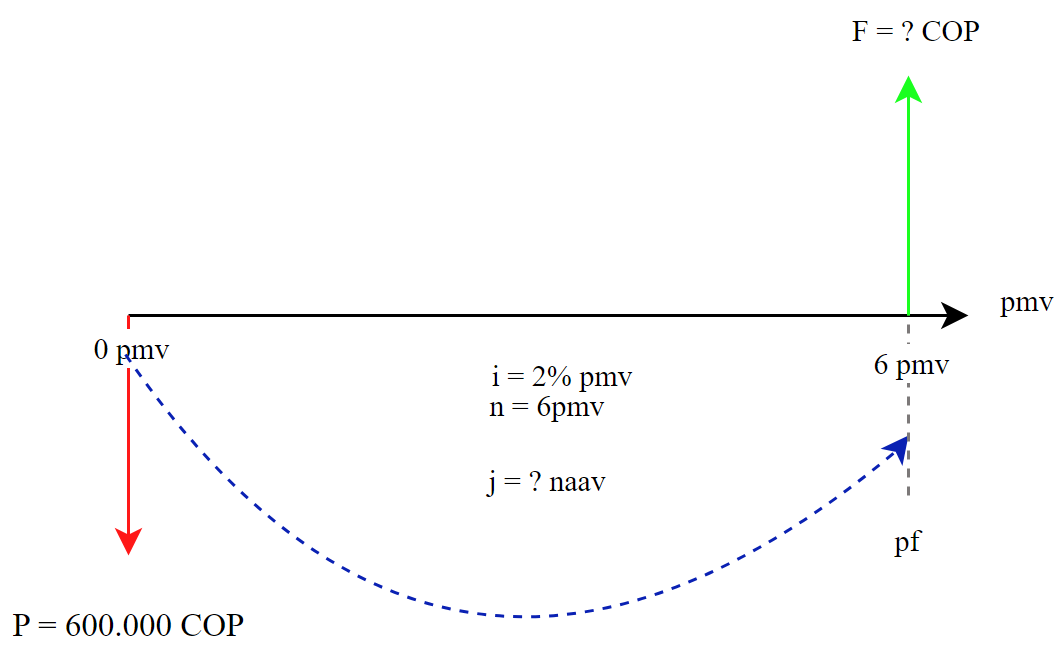 F = ? COP
pmv
0 pmv
6 pmv
i = 2% pmv
n = 6pmv
j = ? naav
pf
P = 600.000 COP